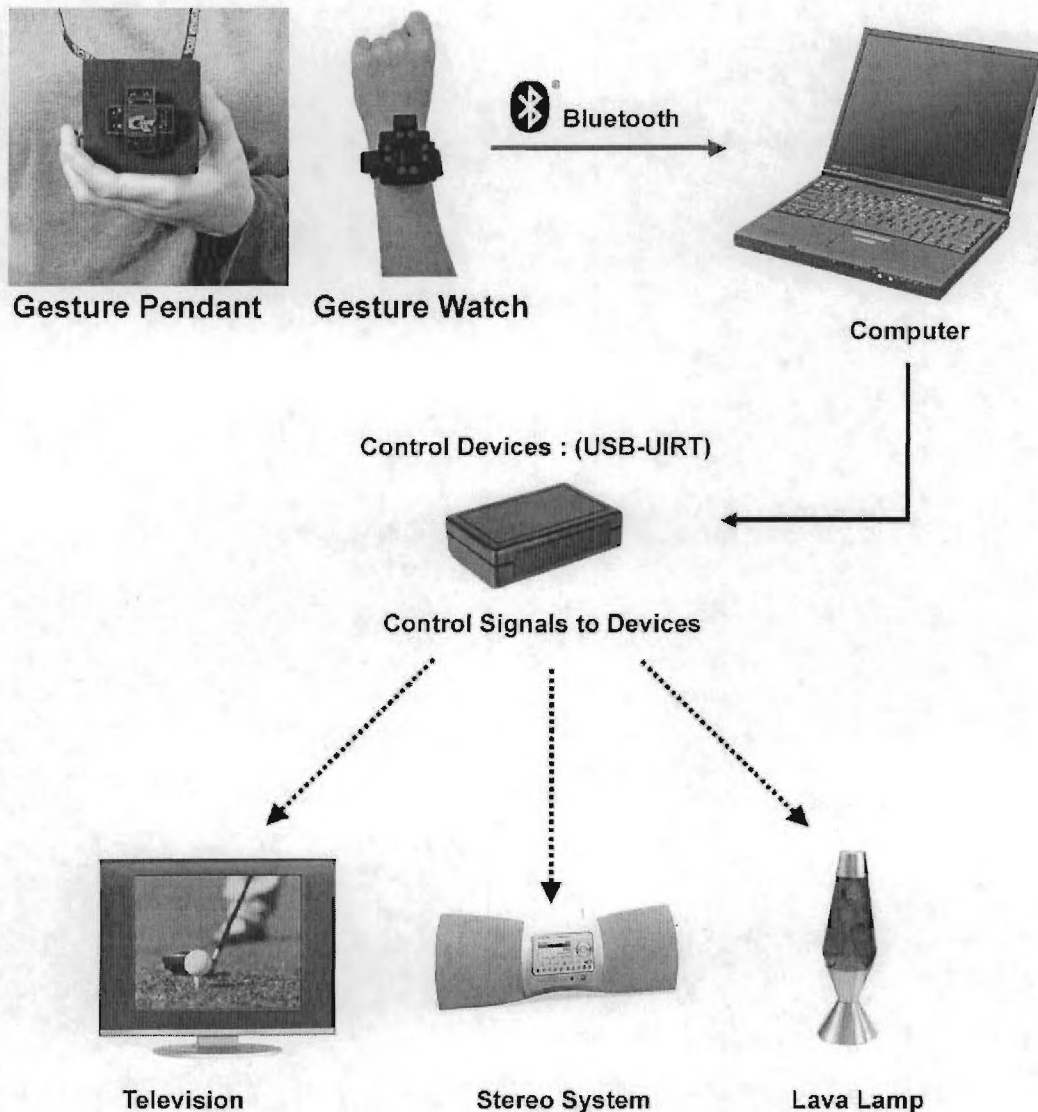 Bluetooth
Gesture Pendant
Gesture Watch
Computer
Control Devices : (USB-UIRT)
Control Signals to Devices
Television
Stereo System
Lava Lamp